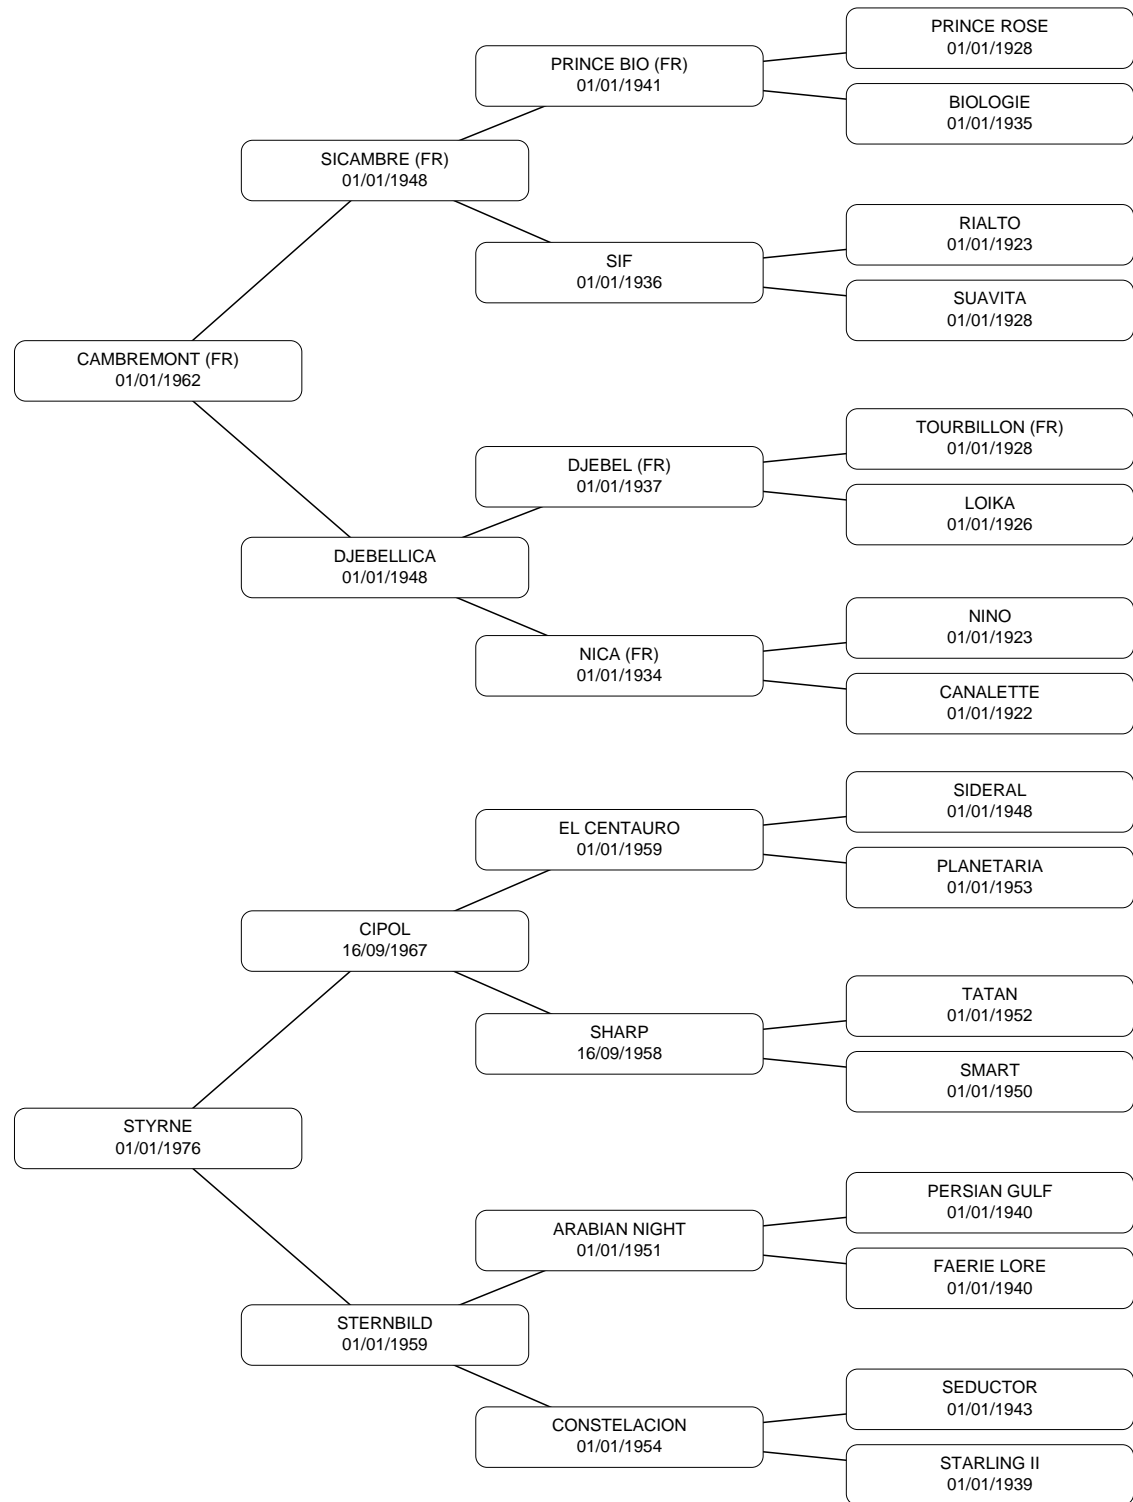 PRINCE ROSE
01/01/1928
PRINCE BIO (FR)
01/01/1941
BIOLOGIE
01/01/1935
SICAMBRE (FR)
01/01/1948
RIALTO
01/01/1923
SIF
01/01/1936
SUAVITA
01/01/1928
CAMBREMONT (FR)
01/01/1962
TOURBILLON (FR)
01/01/1928
DJEBEL (FR)
01/01/1937
LOIKA
01/01/1926
DJEBELLICA
01/01/1948
NINO
01/01/1923
NICA (FR)
01/01/1934
CANALETTE
01/01/1922
SIDERAL
01/01/1948
EL CENTAURO
01/01/1959
PLANETARIA
01/01/1953
CIPOL
16/09/1967
TATAN
01/01/1952
SHARP
16/09/1958
SMART
01/01/1950
STYRNE
01/01/1976
PERSIAN GULF
01/01/1940
ARABIAN NIGHT
01/01/1951
FAERIE LORE
01/01/1940
STERNBILD
01/01/1959
SEDUCTOR
01/01/1943
CONSTELACION
01/01/1954
STARLING II
01/01/1939